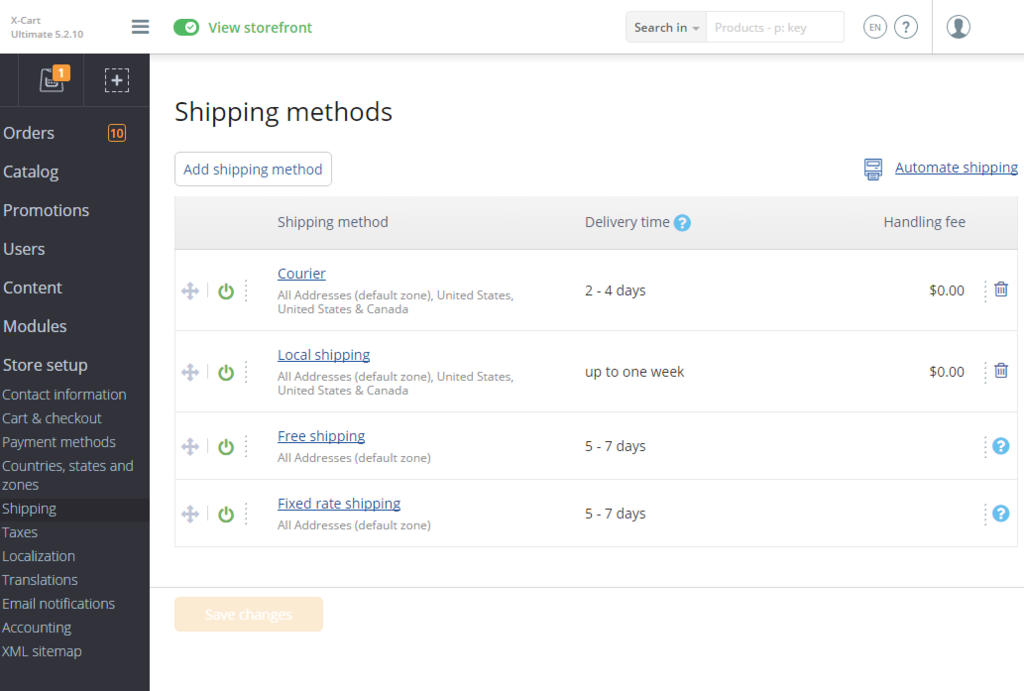 X-Cart
Ultimate 5.2.10
View storefront
Search in
Products - p: key
EN
?
1
Orders
10
Catalog
Promotions
Users
Content
Modules
Store setup
Contact information
Cart & checkout
Payment methods
Countries, states and
zones
Shipping
Taxes
Localization
Translations
Email notifications
Accounting
XML sitemap
Shipping methods
Add shipping method
Automate shipping
Shipping method
Delivery time ?
Handling fee
Courier
All Addresses (default zone), United States,
United States & Canada
2 - 4 days
$0.00
Local shipping
All Addresses (default zone), United States,
United States & Canada
up to one week
$0.00
Free shipping
All Addresses (default zone)
5 - 7 days
?
Fixed rate shipping
All Addresses (default zone)
5 - 7 days
?
Save changes